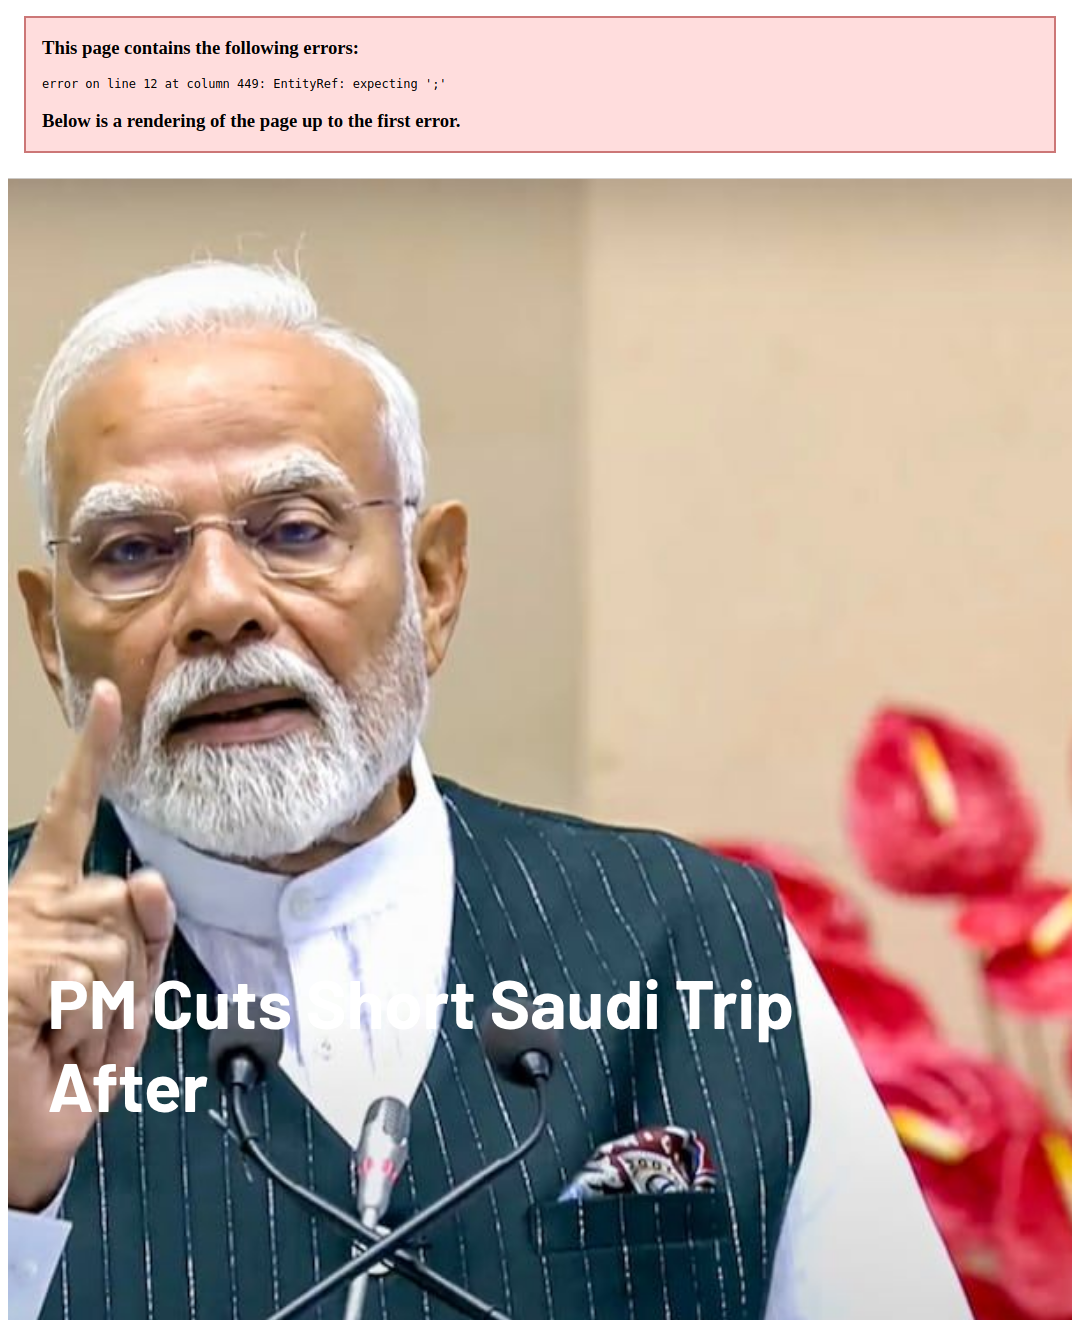 This page contains the following errors:
error on line 12 at column 449: EntityRef: expecting ';'
Below is a rendering of the page up to the first error.
PM Cuts Short Saudi Trip
After